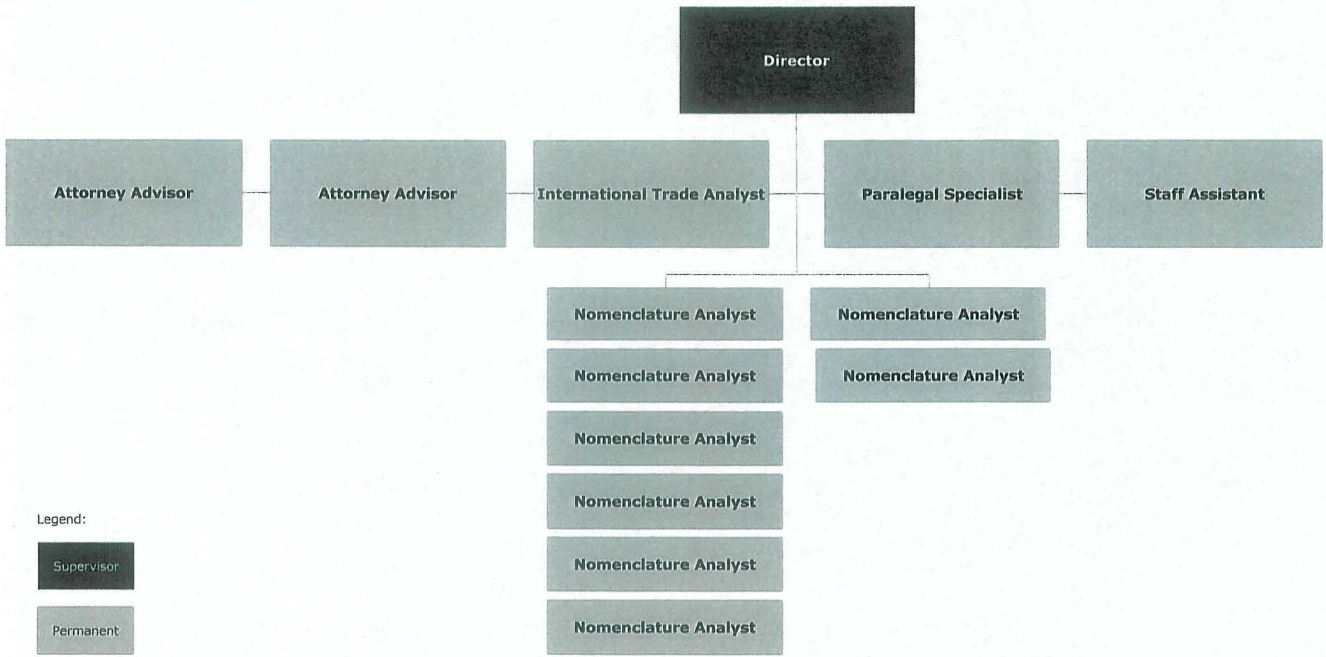 Director
Attorney Advisor
Attorney Advisor
International Trade Analyst
Paralegal Specialist
Staff Assistant
Nomenclature Analyst
Nomenclature Analyst
Nomenclature Analyst
Nomenclature Analyst
Nomenclature Analyst
Nomenclature Analyst
Nomenclature Analyst
Nomenclature Analyst
Legend:
Supervisor
Permanent